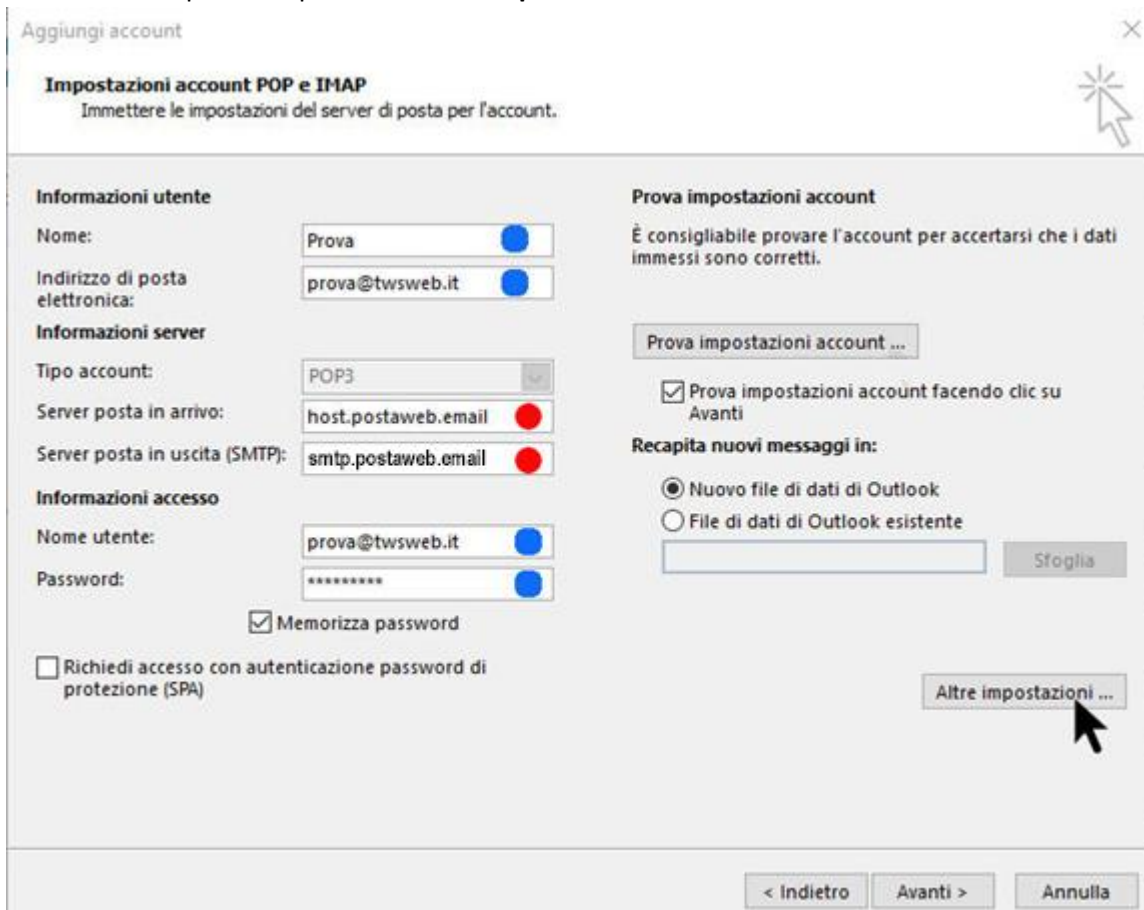 Aggiungi account
Impostazioni account POP e IMAP
Immettere le impostazioni del server di posta per l'account.
Informazioni utente
Nome:
Prova
Indirizzo di posta
elettronica:
prova@twsweb.it
Informazioni server
Tipo account:
POP3
Server posta in arrivo:
host.postaweb.email
Server posta in uscita (SMTP):
smtp.postaweb.email
Informazioni accesso
Nome utente:
prova@twsweb.it
Password:
*********
Memorizza password
Richiedi accesso con autenticazione password di
protezione (SPA)
Prova impostazioni account
È consigliabile provare l'account per accertarsi che i dati
immessi sono corretti.
Prova impostazioni account ...
Prova impostazioni account facendo clic su
Avanti
Recapita nuovi messaggi in:
Nuovo file di dati di Outlook
File di dati di Outlook esistente
Sfoglia
Altre impostazioni ...
< Indietro
Avanti >
Annulla